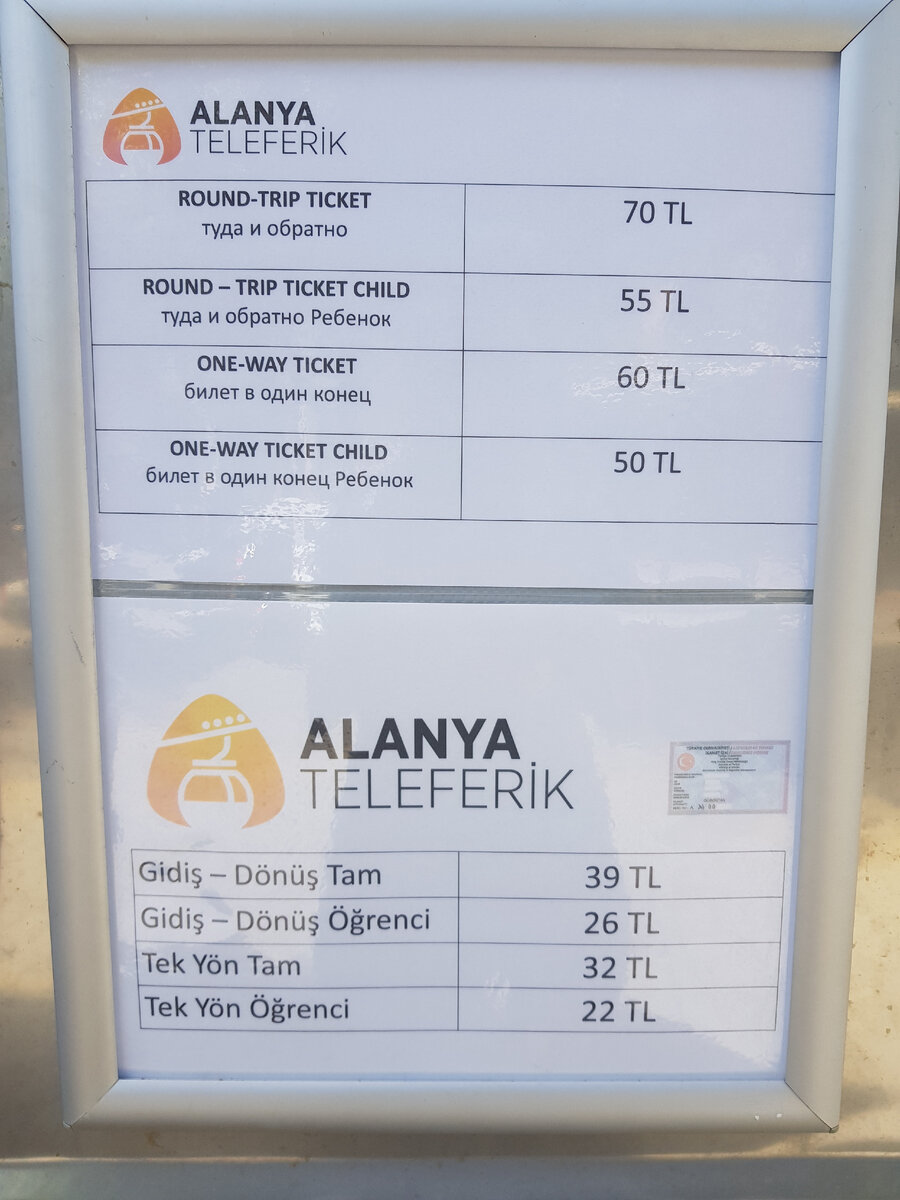 ALANYA
TELEFERİK
ROUND-TRIP TICKET
туда и обратно
70 TL
ROUND – TRIP TICKET CHILD
туда и обратно Ребенок
55 TL
ONE-WAY TICKET
билет в один конец
60 TL
ONE-WAY TICKET CHILD
билет в один конец Ребенок
50 TL
ALANYA
TELEFERİK
Gidiş – Dönüş Tam
39 TL
Gidiş – Dönüş Öğrenci
26 TL
Tek Yön Tam
32 TL
Tek Yön Öğrenci
22 TL